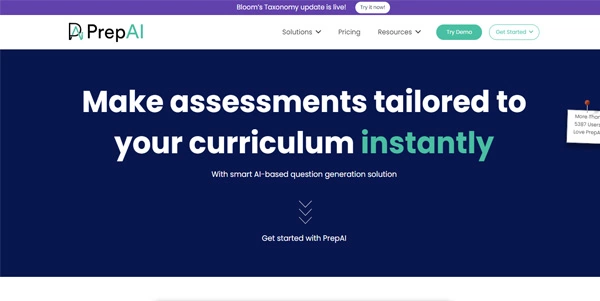 Bloom's Taxonomy update is live! Try it now!
PrepAI Solutions Pricing Resources Try Demo Get Started
Make assessments tailored to
your curriculum instantly
With smart AI-based question generation solution
Get started with PrepAI
More Than
5387 Users
Love PrepA